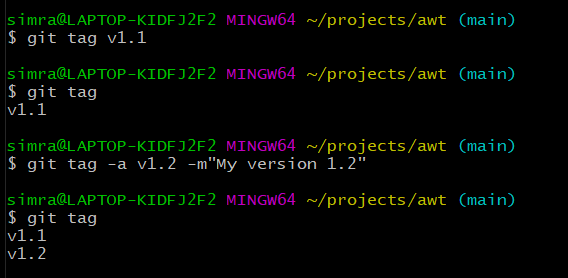 simra@LAPTOP-KIDFJ2F2 MINGW64 ~/projects/awt (main)
$ git tag v1.1
simra@LAPTOP-KIDFJ2F2 MINGW64 ~/projects/awt (main)
$ git tag
v1.1
simra@LAPTOP-KIDFJ2F2 MINGW64 ~/projects/awt (main)
$ git tag -a v1.2 -m"My version 1.2"
simra@LAPTOP-KIDFJ2F2 MINGW64 ~/projects/awt (main)
$ git tag
v1.1
v1.2